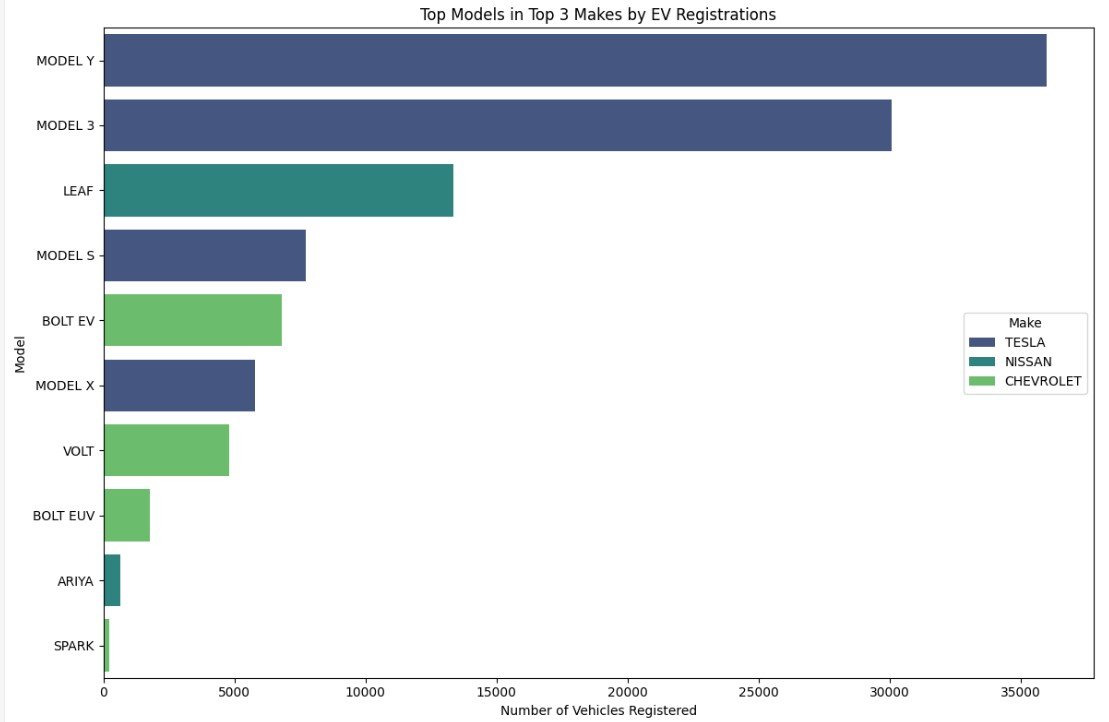 Top Models in Top 3 Makes by EV Registrations
MODEL Y
MODEL 3
LEAF
MODEL S
BOLT EV
MODEL X
VOLT
BOLT EUV
ARIYA
SPARK
Model
Make
TESLA
NISSAN
CHEVROLET
0 5000 10000 15000 20000 25000 30000 35000
Number of Vehicles Registered